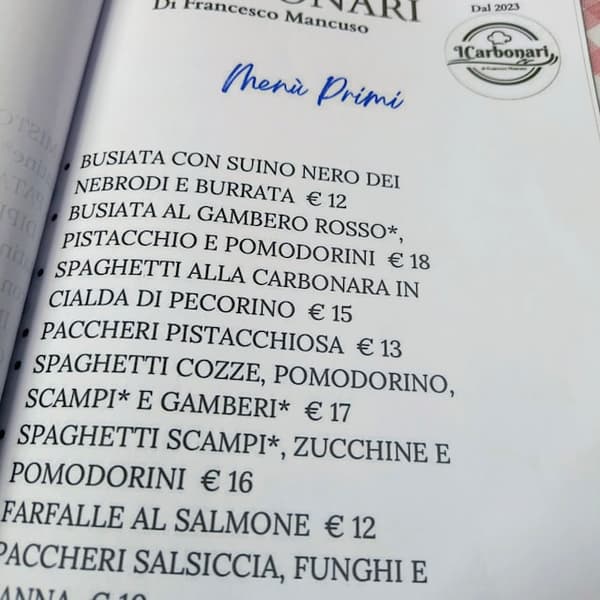 Di Francesco Mancuso
Dal 2023
ICarbonari
Menù Primi
• BUSIATA CON SUINO NERO DEI
NEBRODI E BURRATA € 12
• BUSIATA AL GAMBERO ROSSO*,
PISTACCHIO E POMODORINI € 18
• SPAGHETTI ALLA CARBONARA IN
CIALDA DI PECORINO € 15
• PACCHERI PISTACCHIOSA € 13
• SPAGHETTI COZZE, POMODORINO,
SCAMPI* E GAMBERI* € 17
• SPAGHETTI SCAMPI*, ZUCCHINE E
POMODORINI € 16
FARFALLE AL SALMONE € 12
PACCHERI SALSICCIA, FUNGHI E